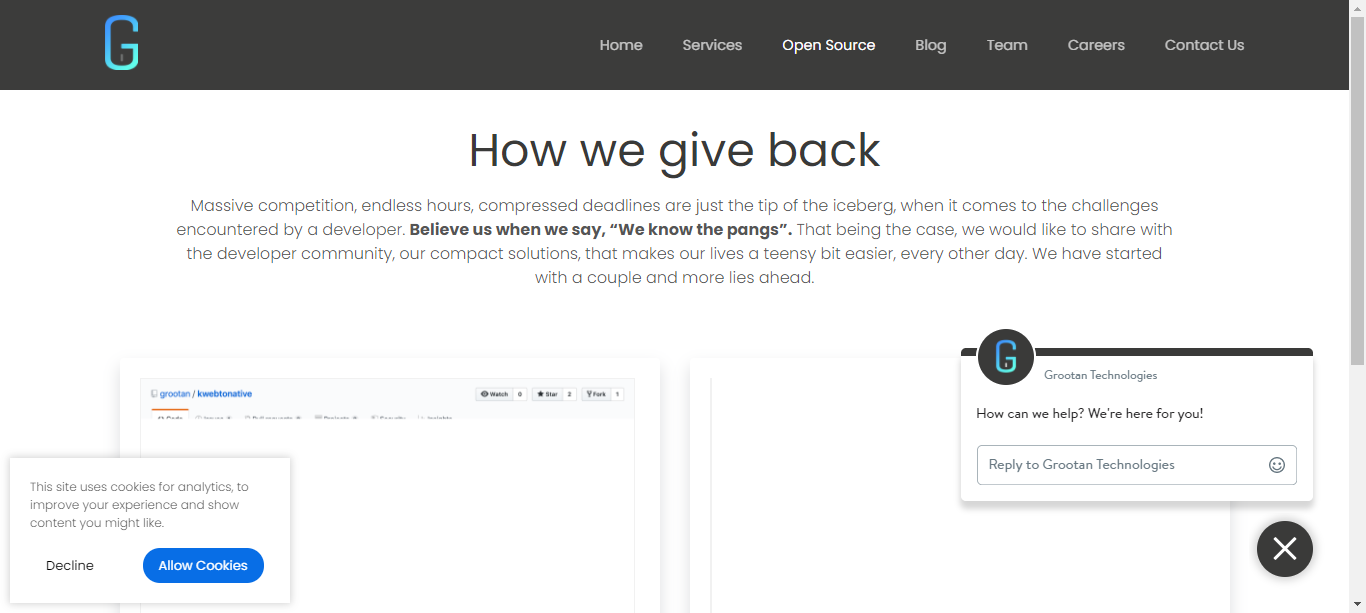 G
Home Services Open Source Blog Team Careers Contact Us
How we give back
Massive competition, endless hours, compressed deadlines are just the tip of the iceberg, when it comes to the challenges
encountered by a developer. Believe us when we say, “We know the pangs”. That being the case, we would like to share with
the developer community, our compact solutions, that makes our lives a teensy bit easier, every other day. We have started
with a couple and more lies ahead.
grootan / kwebtonative Watch 0 Star 2 Fork 1
G
Grootan Technologies
How can we help? We're here for you!
Reply to Grootan Technologies
This site uses cookies for analytics, to
improve your experience and show
content you might like.
Decline Allow Cookies